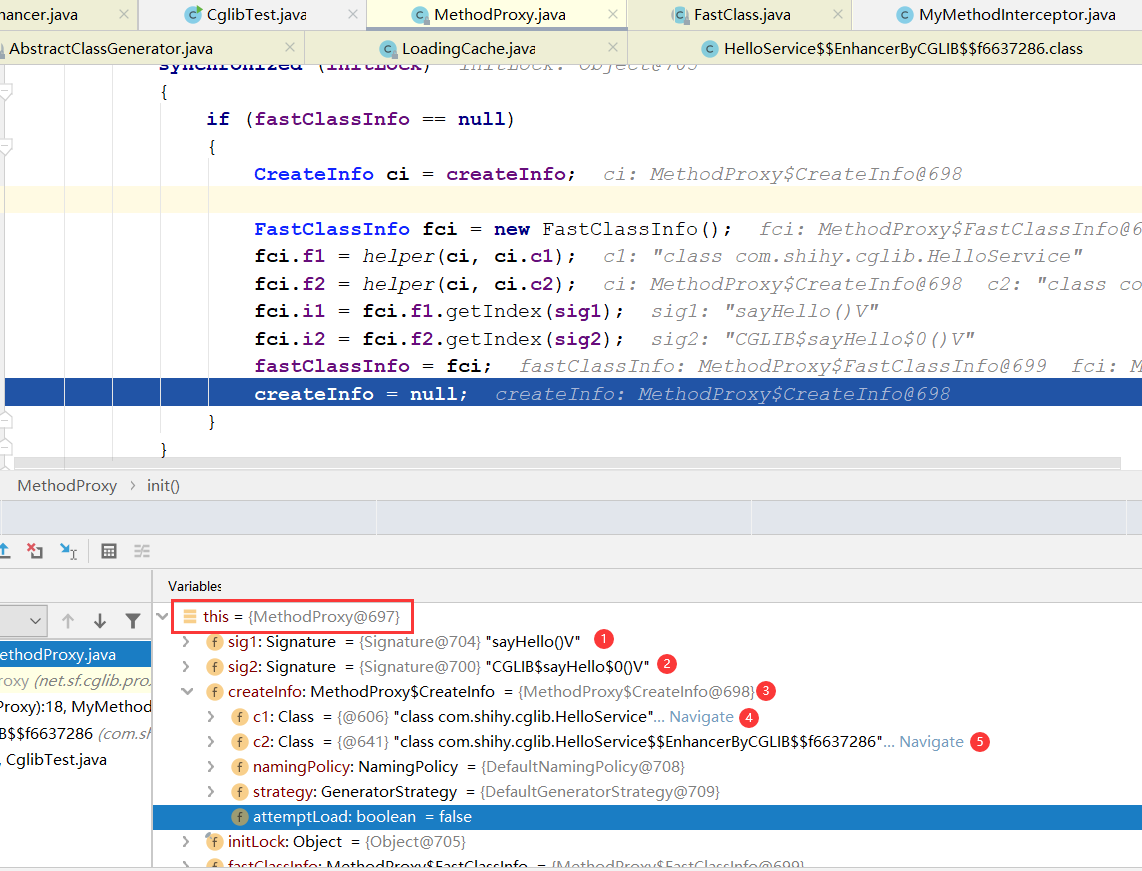 hancer.java
CglibTest.java
MethodProxy.java
FastClass.java
MyMethodInterceptor.java
AbstractClassGenerator.java
LoadingCache.java
HelloService$$EnhancerByCGLIB$$f6637286.class
synchronized (initLock) initLock: Object@705
{
if (fastClassInfo == null)
{
CreateInfo ci = createInfo; ci: MethodProxy$CreateInfo@698
FastClassInfo fci = new FastClassInfo(); fci: MethodProxy$FastClassInfo@6
fci.f1 = helper(ci, ci.c1); c1: "class com.shihy.cglib.HelloService"
fci.f2 = helper(ci, ci.c2); ci: MethodProxy$CreateInfo@698 c2: "class co
fci.i1 = fci.f1.getIndex(sig1); sig1: "sayHello()V"
fci.i2 = fci.f2.getIndex(sig2); sig2: "CGLIB$sayHello$0()V"
fastClassInfo = fci; fastClassInfo: MethodProxy$FastClassInfo@699 fci: M
createInfo = null; createInfo: MethodProxy$CreateInfo@698
}
}
MethodProxy › init()
Variables
this = {MethodProxy@697}
sig1: Signature = {Signature@704} "sayHello()V" 1
sig2: Signature = {Signature@700} "CGLIB$sayHello$0()V" 2
createInfo: MethodProxy$CreateInfo = {MethodProxy$CreateInfo@698} 3
c1: Class = {@606} "class com.shihy.cglib.HelloService"... Navigate 4
c2: Class = {@641} "class com.shihy.cglib.HelloService$$EnhancerByCGLIB$$f6637286"... Navigate 5
namingPolicy: NamingPolicy = {DefaultNamingPolicy@708}
strategy: GeneratorStrategy = {DefaultGeneratorStrategy@709}
attemptLoad: boolean = false
initLock: Object = {Object@705}
fastClassInfo: MethodProxy$FastClassInfo = {MethodProxy$FastClassInfo@699}
ethodProxy.java
roxy (net.sf.cglib.pro
Proxy):18, MyMethod
B$$f6637286 (com.sh
, CglibTest.java